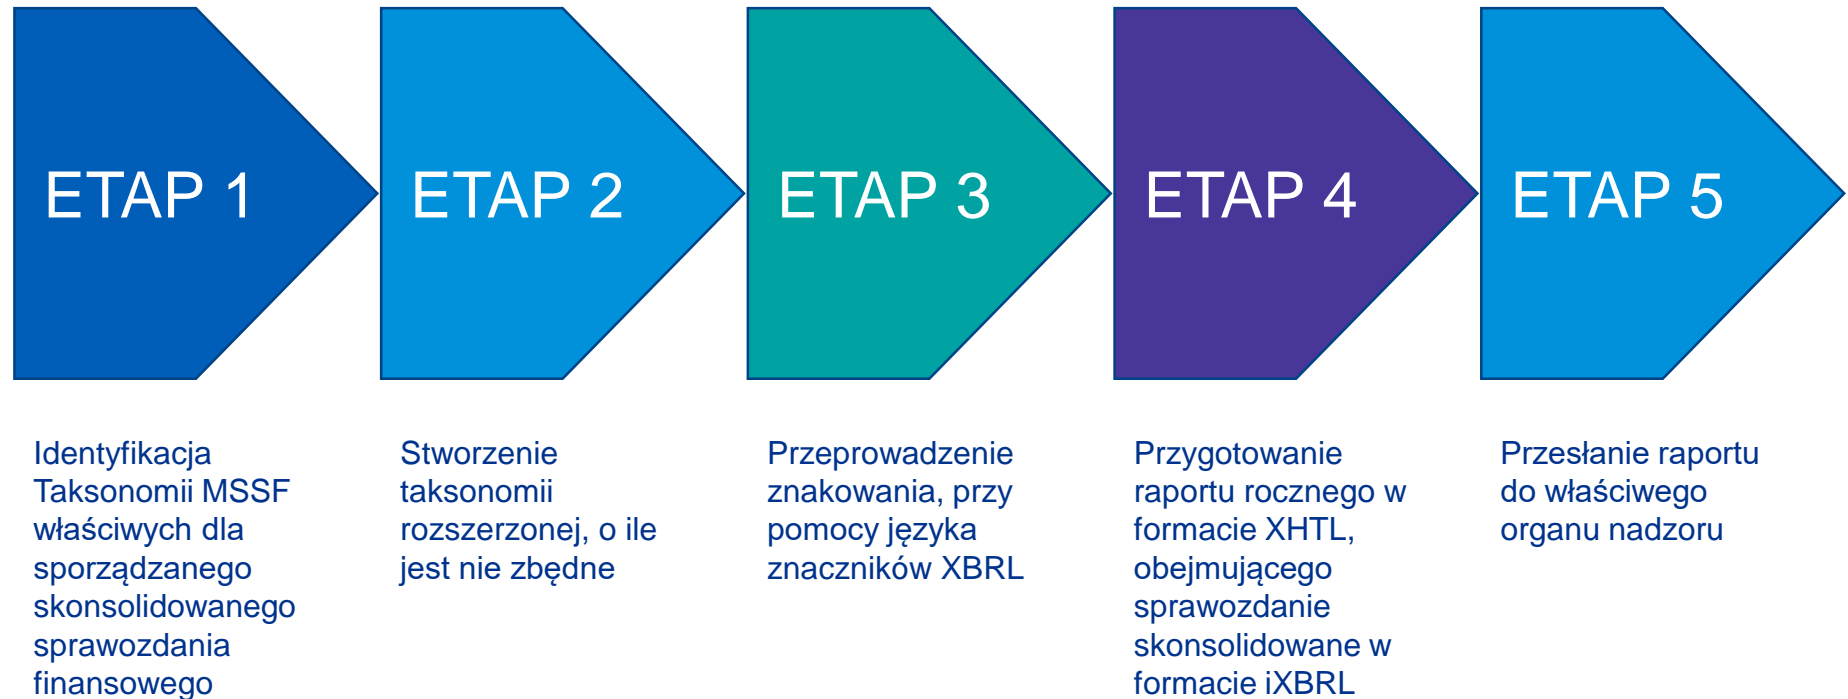 ETAP 1
ETAP 2
ETAP 3
ETAP 4
ETAP 5
Identyfikacja
Taksonomii MSSF
właściwych dla
sporządzanego
skonsolidowanego
sprawozdania
finansowego
Stworzenie
taksonomii
rozszerzonej, o ile
jest nie zbędne
Przeprowadzenie
znakowania, przy
pomocy języka
znaczników XBRL
Przygotowanie
raportu rocznego w
formacie XHTL,
obejmującego
sprawozdanie
skonsolidowane w
formacie iXBRL
Przesłanie raportu
do właściwego
organu nadzoru